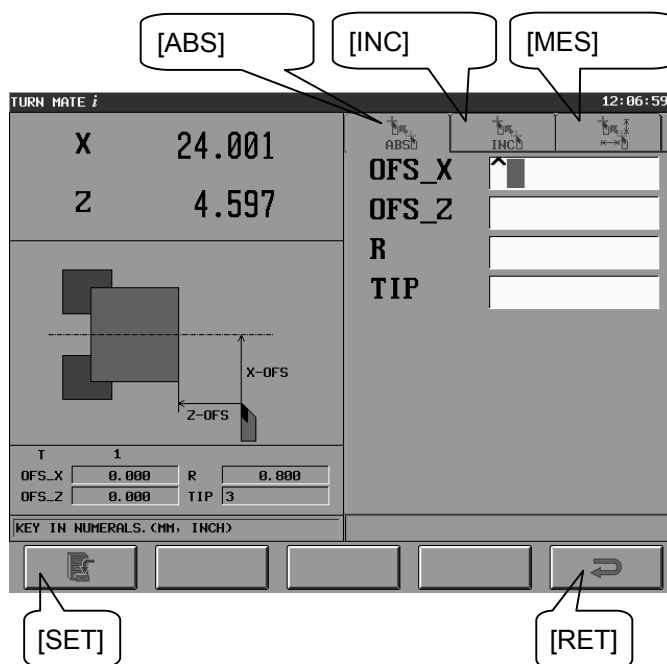 [ABS] [INC] [MES]
TURN MATE i 12:06:59
X 24.001
Z 4.597
ABS INC
OFS_X ^
OFS_Z
R
TIP
X-OFS
Z-OFS
T 1
OFS_X 0.000 R 0.800
OFS_Z 0.000 TIP 3
KEY IN NUMERALS.(MM, INCH)
[SET] [RET]